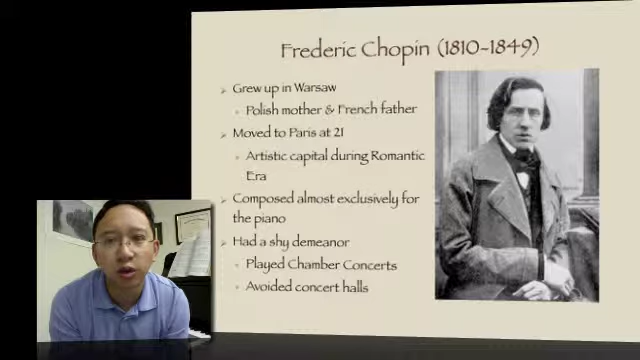 Frederic Chopin (1810-1849)
Grew up in Warsaw
Polish mother & French father
Moved to Paris at 21
Artistic capital during Romantic
Era
Composed almost exclusively for
the piano
Had a shy demeanor
Played Chamber Concerts
Avoided concert halls